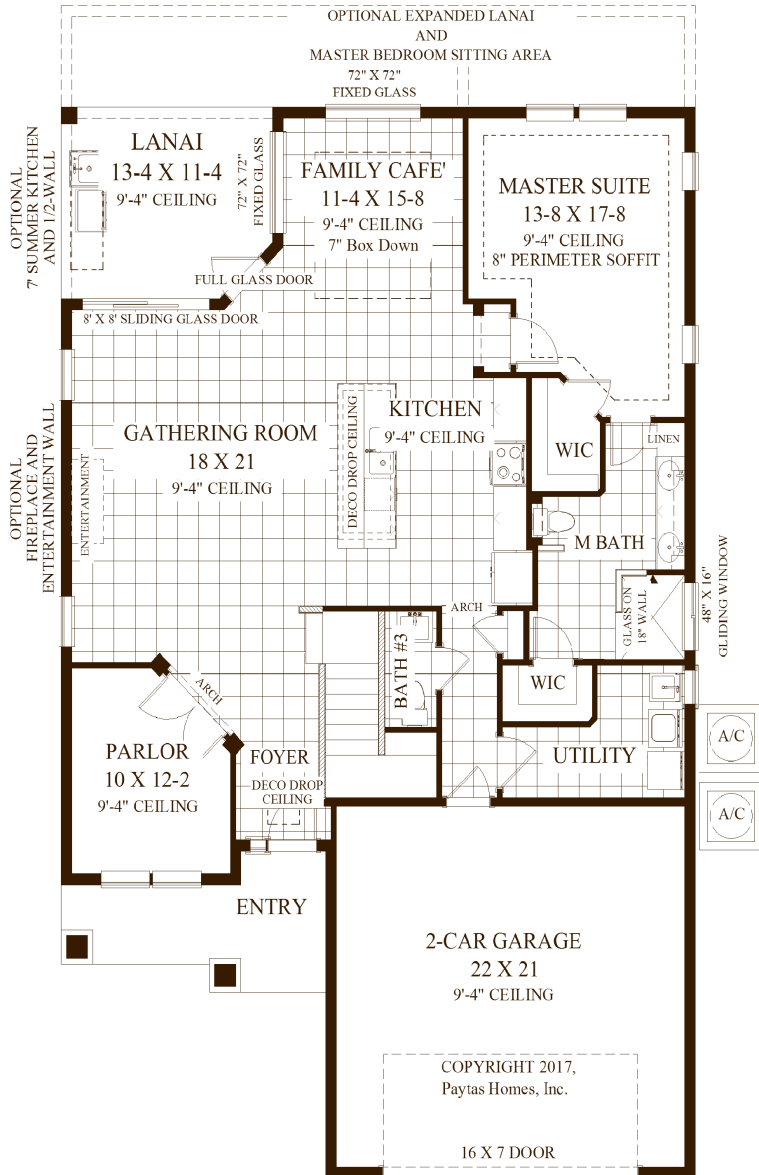 OPTIONAL EXPANDED LANAI
AND
MASTER BEDROOM SITTING AREA
72" X 72"
FIXED GLASS
OPTIONAL
7' SUMMER KITCHEN
AND 1/2-WALL
LANAI
13-4 X 11-4
9'-4" CEILING
72" X 72"
FIXED GLASS
FAMILY CAFE'
11-4 X 15-8
9'-4" CEILING
7" Box Down
MASTER SUITE
13-8 X 17-8
9'-4" CEILING
8" PERIMETER SOFFIT
FULL GLASS DOOR
8' X 8' SLIDING GLASS DOOR
OPTIONAL
FIREPLACE AND
ENTERTAINMENT WALL
ENTERTAINMENT
GATHERING ROOM
18 X 21
9'-4" CEILING
DECO DROP CEILING
KITCHEN
9'-4" CEILING
WIC
LINEN
M BATH
GLASS ON
18" WALL
48" X 16"
GLIDING WINDOW
ARCH
BATH #3
WIC
ARCH
PARLOR
10 X 12-2
9'-4" CEILING
FOYER
DECO DROP
CEILING
UTILITY
A/C
A/C
ENTRY
2-CAR GARAGE
22 X 21
9'-4" CEILING
COPYRIGHT 2017,
Paytas Homes, Inc.
16 X 7 DOOR